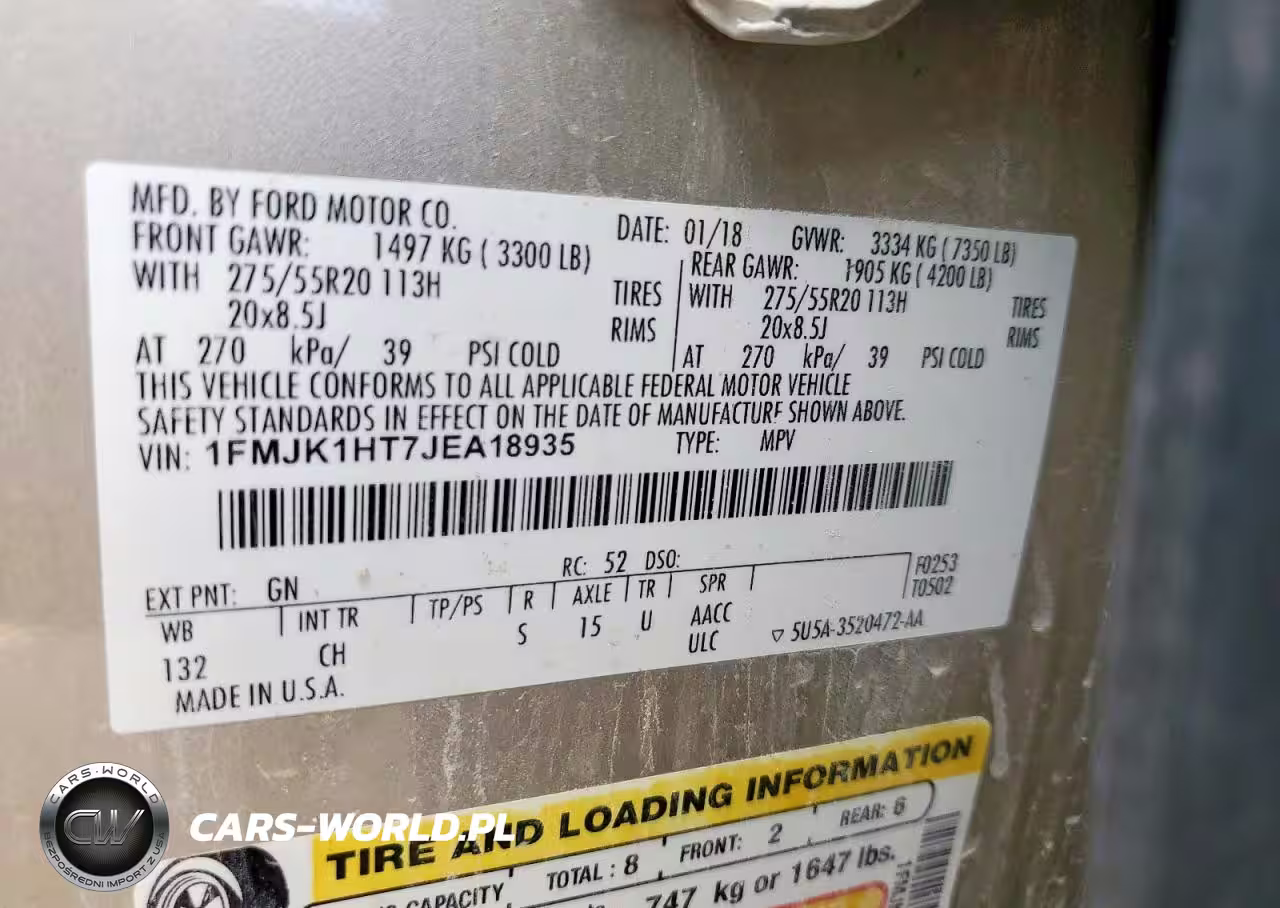 MFD. BY FORD MOTOR CO.
DATE: 01/18 GVWR: 3334 KG ( 7350 LB)
FRONT GAWR: 1497 KG ( 3300 LB)
REAR GAWR: 1905 KG ( 4200 LB)
WITH 275/55R20 113H TIRES
WITH 275/55R20 113H TIRES
20x8.5J RIMS
20x8.5J RIMS
AT 270 kPa/ 39 PSI COLD
AT 270 kPa/ 39 PSI COLD
THIS VEHICLE CONFORMS TO ALL APPLICABLE FEDERAL MOTOR VEHICLE
SAFETY STANDARDS IN EFFECT ON THE DATE OF MANUFACTURE SHOWN ABOVE.
VIN: 1FMJK1HT7JEA18935 TYPE: MPV
EXT PNT: GN RC: 52 DSO: F0253
T0502
WB INT TR TP/PS R AXLE TR SPR
132 CH S 15 U AACC
ULC
▽ 5U5A-3520472-AA
MADE IN U.S.A.
TIRE AND LOADING INFORMATION
CAPACITY TOTAL : 8 FRONT: 2 REAR: 6
747 kg or 1647 lbs.
CARS-WORLD
CW
BEZPOŚREDNI IMPORT Z USA
CARS-WORLD.PL